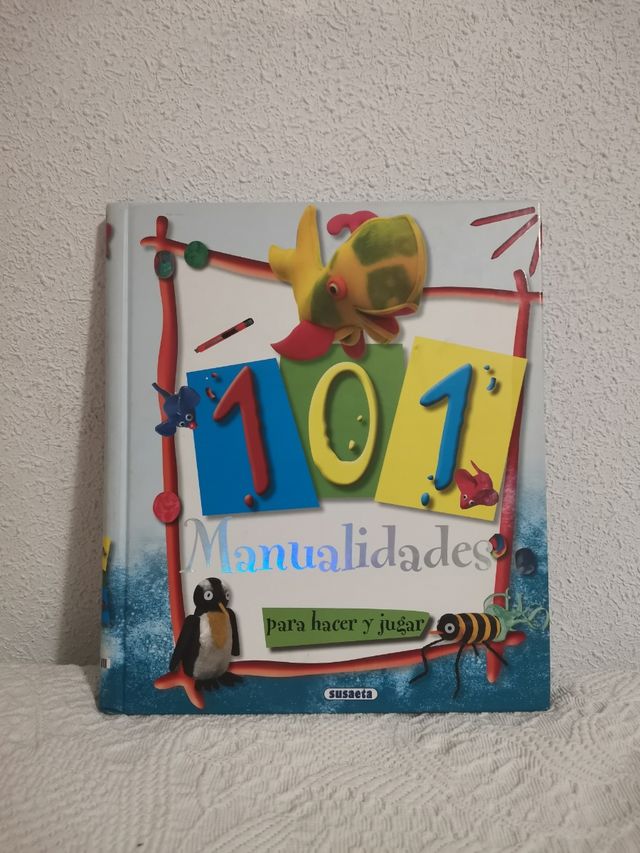 101
Manualidades
para hacer y jugar
susaeta